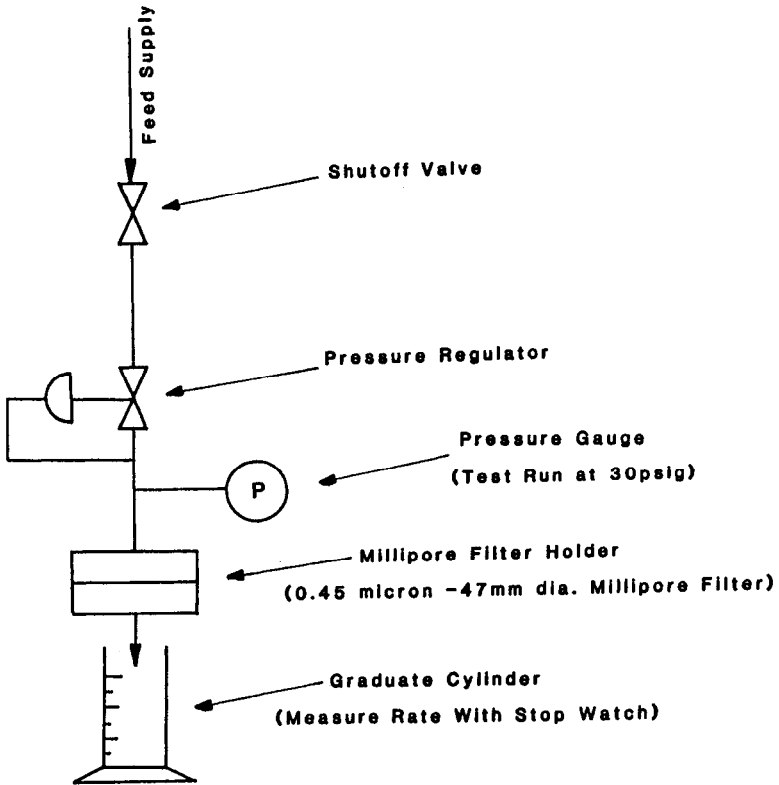 Feed Supply
Shutoff Valve
Pressure Regulator
Pressure Gauge
(Test Run at 30psig)
P
Millipore Filter Holder
(0.45 micron -47mm dia. Millipore Filter)
Graduate Cylinder
(Measure Rate With Stop Watch)